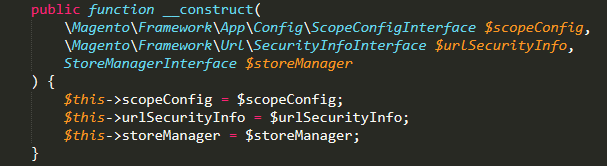 public function __construct(
\Magento\Framework\App\Config\ScopeConfigInterface $scopeConfig,
\Magento\Framework\Url\SecurityInfoInterface $urlSecurityInfo,
StoreManagerInterface $storeManager
) {
$this->scopeConfig = $scopeConfig;
$this->urlSecurityInfo = $urlSecurityInfo;
$this->storeManager = $storeManager;
}